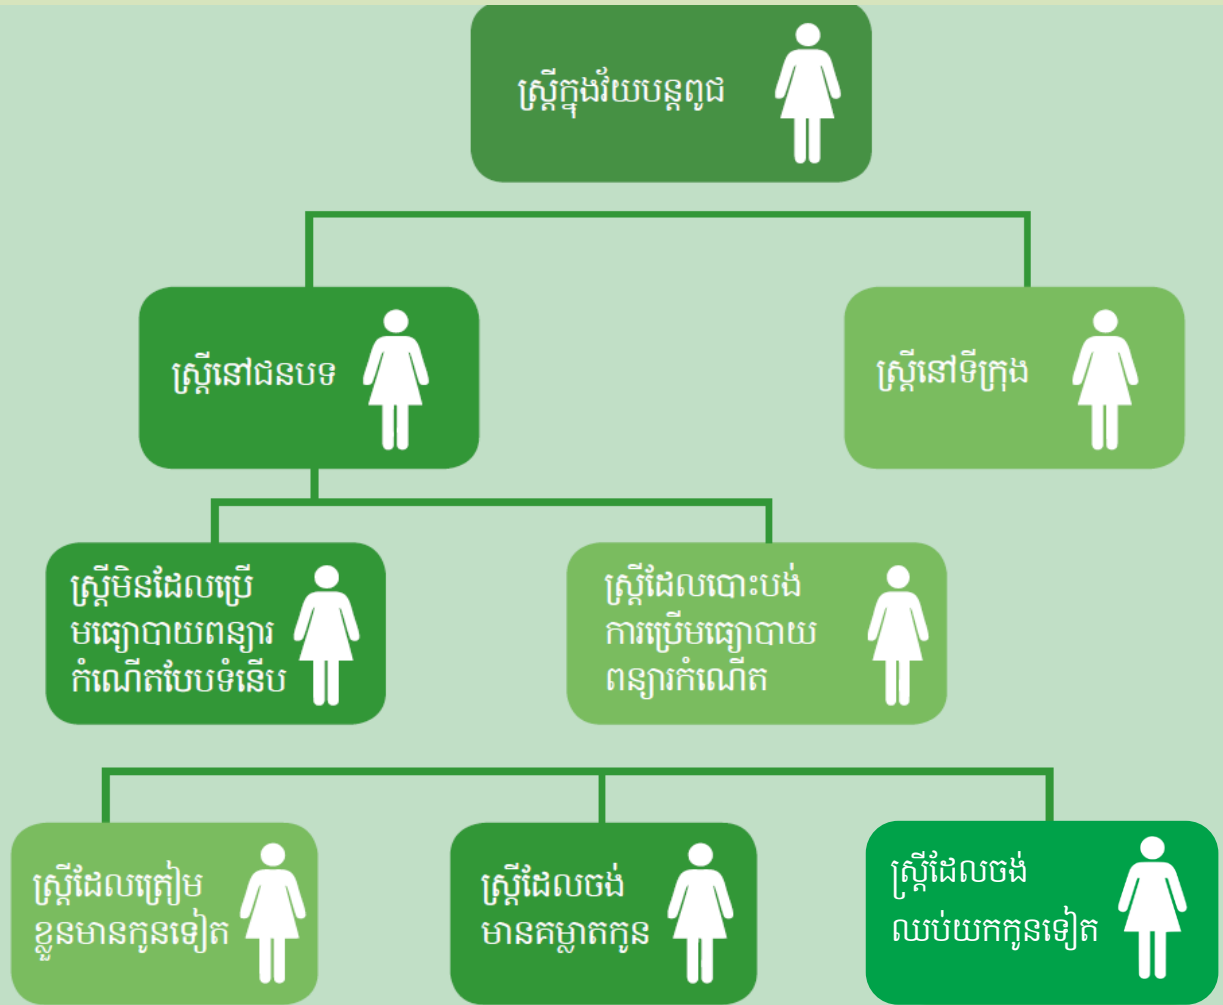 ស្ត្រីក្នុងវ័យបន្តពូជ
ស្ត្រីនៅជនបទ
ស្ត្រីនៅទីក្រុង
ស្ត្រីមិនដែលប្រើ
មធ្យោបាយពន្យារ
កំណើតបែបទំនើប
ស្ត្រីដែលបោះបង់
ការប្រើមធ្យោបាយ
ពន្យារកំណើត
ស្ត្រីដែលត្រៀម
ខ្លួនមានកូនទៀត
ស្ត្រីដែលចង់
មានគម្លាតកូន
ស្ត្រីដែលចង់
ឈប់យកកូនទៀត